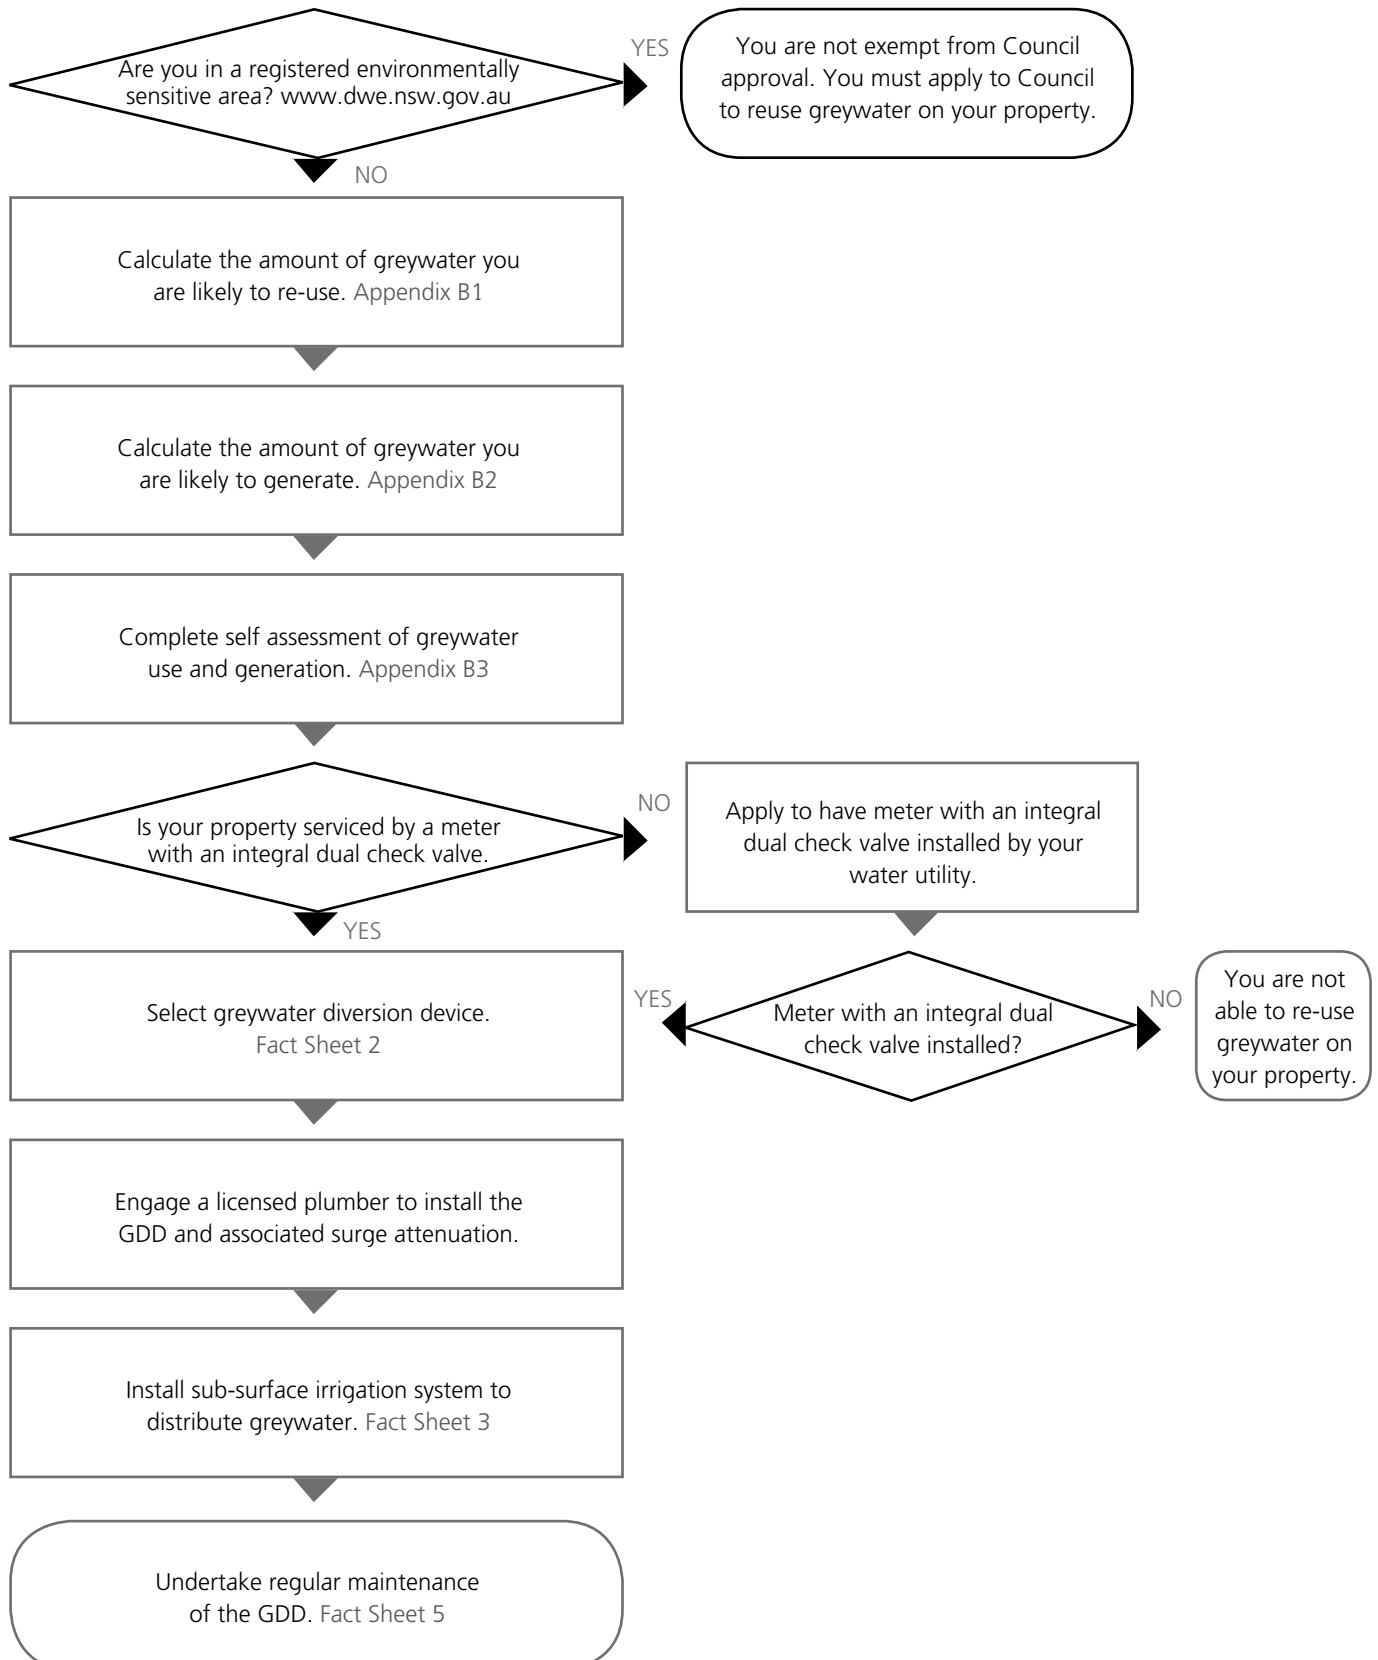 Are you in a registered environmentally
sensitive area? www.dwe.nsw.gov.au
YES
You are not exempt from Council
approval. You must apply to Council
to reuse greywater on your property.
NO
Calculate the amount of greywater you
are likely to re-use. Appendix B1
Calculate the amount of greywater you
are likely to generate. Appendix B2
Complete self assessment of greywater
use and generation. Appendix B3
Is your property serviced by a meter
with an integral dual check valve.
NO
Apply to have meter with an integral
dual check valve installed by your
water utility.
YES
Select greywater diversion device.
Fact Sheet 2
YES
Meter with an integral dual
check valve installed?
NO
You are not
able to re-use
greywater on
your property.
Engage a licensed plumber to install the
GDD and associated surge attenuation.
Install sub-surface irrigation system to
distribute greywater. Fact Sheet 3
Undertake regular maintenance
of the GDD. Fact Sheet 5